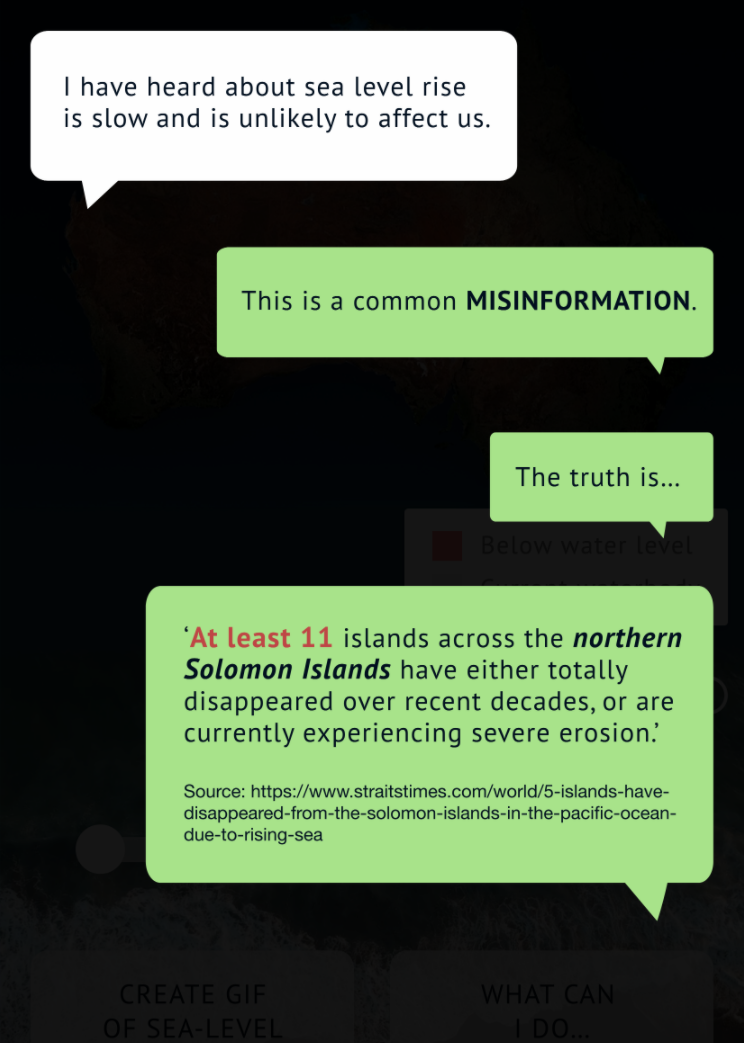 I have heard about sea level rise
is slow and is unlikely to affect us.
This is a common MISINFORMATION.
The truth is...
Below water level
‘At least 11 islands across the northern
Solomon Islands have either totally
disappeared over recent decades, or are
currently experiencing severe erosion.’
Source: https://www.straitstimes.com/world/5-islands-have-
disappeared-from-the-solomon-islands-in-the-pacific-ocean-
due-to-rising-sea
CREATE GIF
OF SEA-LEVEL
WHAT CAN
I DO...